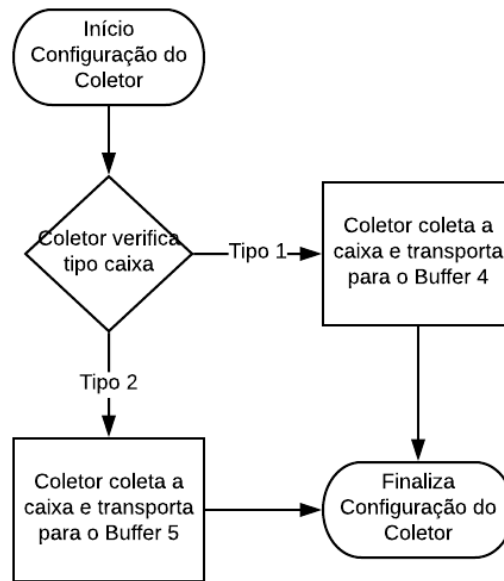 Início
Configuração do
Coletor
Coletor verifica
tipo caixa
Tipo 1
Coletor coleta a
caixa e transporta
para o Buffer 4
Tipo 2
Coletor coleta a
caixa e transporta
para o Buffer 5
Finaliza
Configuração do
Coletor